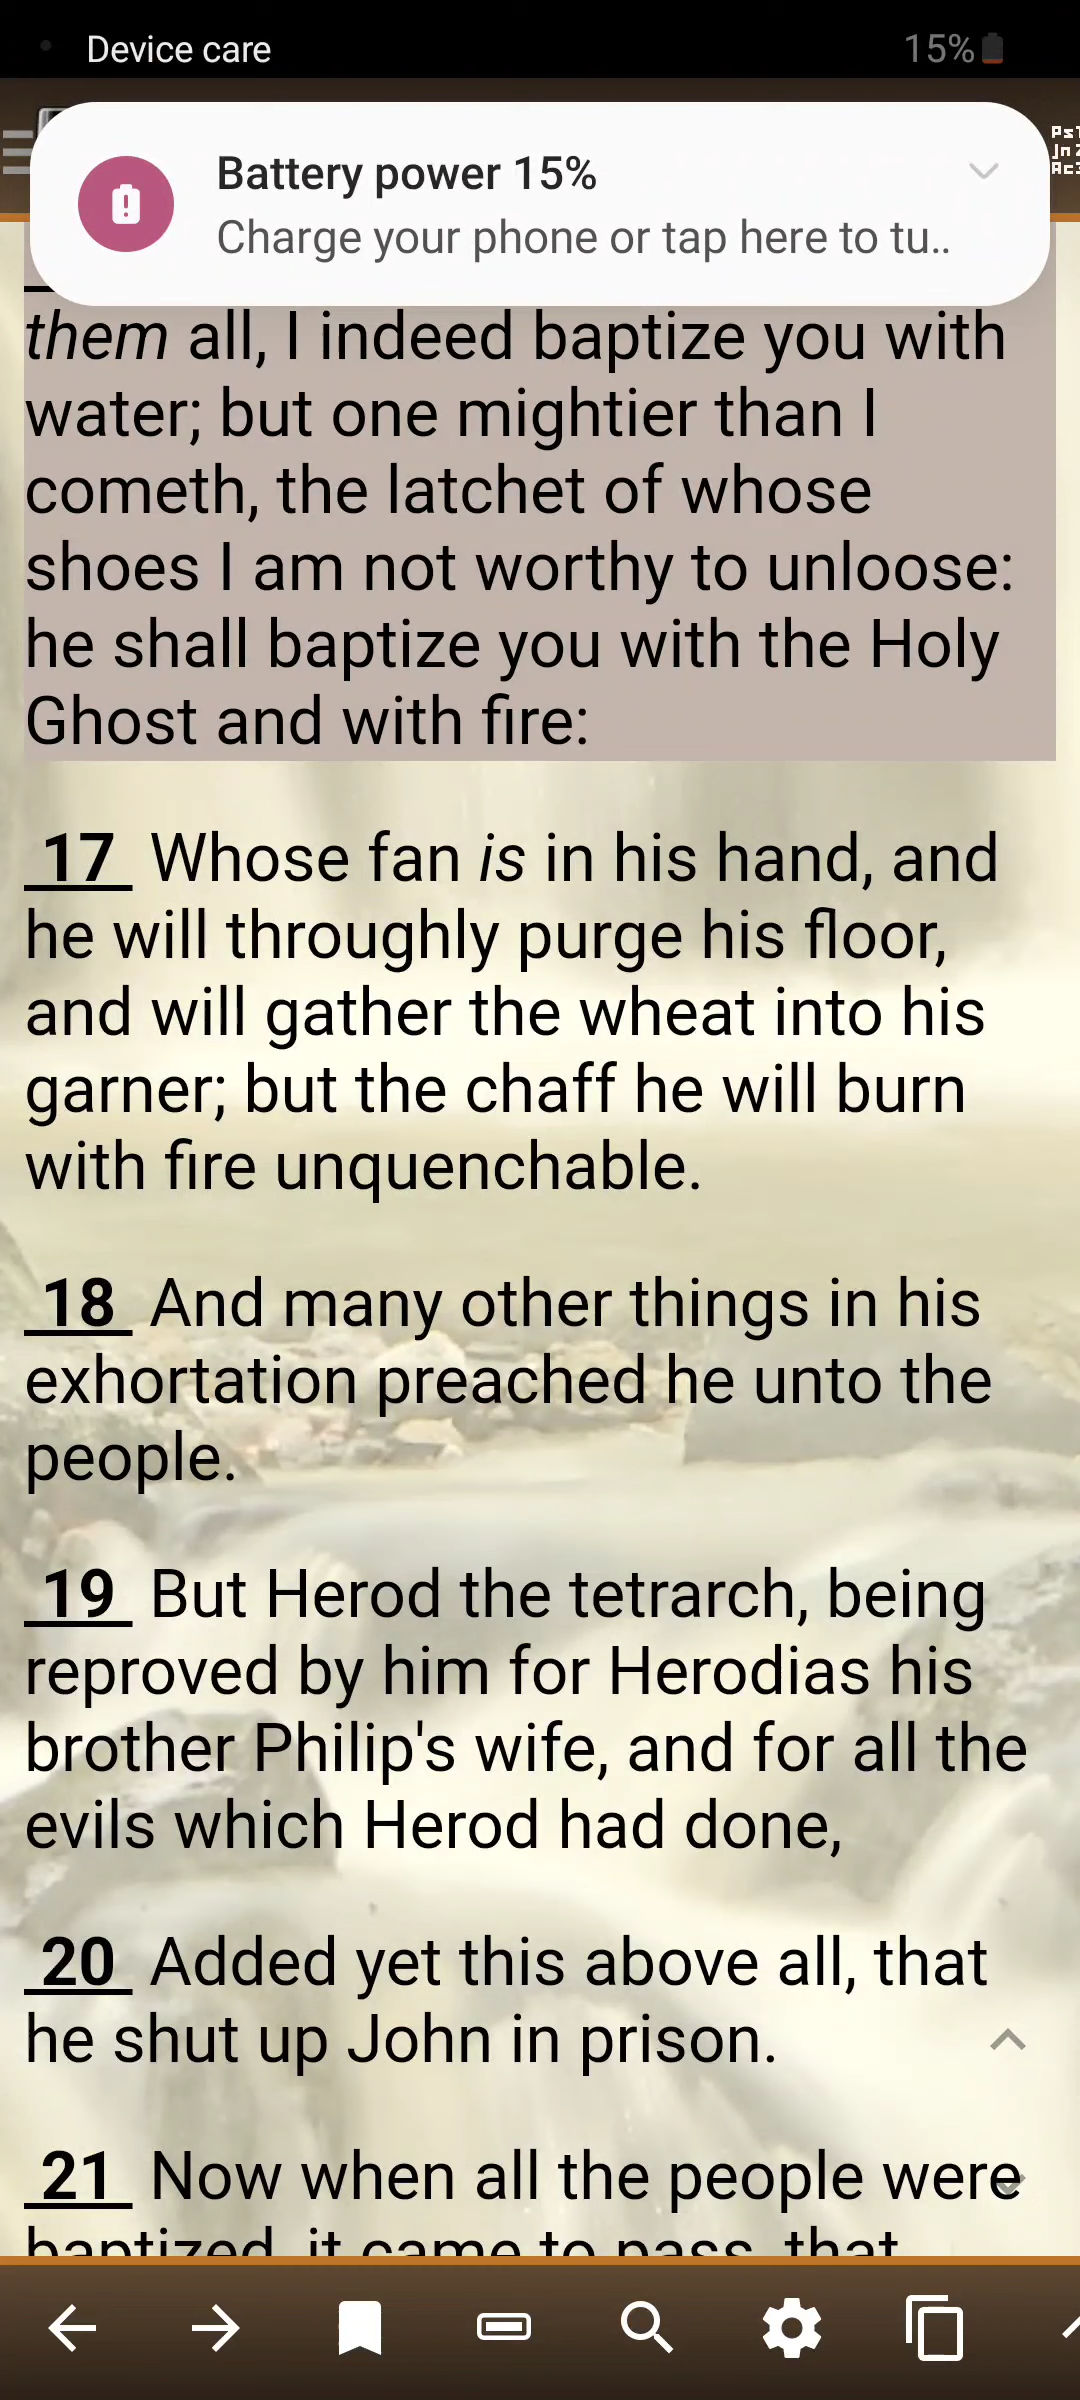 Device care
15%
Battery power 15%
Charge your phone or tap here to tu..
them all, I indeed baptize you with
water; but one mightier than I
cometh, the latchet of whose
shoes I am not worthy to unloose:
he shall baptize you with the Holy
Ghost and with fire:
17 Whose fan is in his hand, and
he will throughly purge his floor,
and will gather the wheat into his
garner; but the chaff he will burn
with fire unquenchable.
18 And many other things in his
exhortation preached he unto the
people.
19 But Herod the tetrarch, being
reproved by him for Herodias his
brother Philip's wife, and for all the
evils which Herod had done,
20 Added yet this above all, that
he shut up John in prison.
21 Now when all the people were
baptized, it came to pass, that